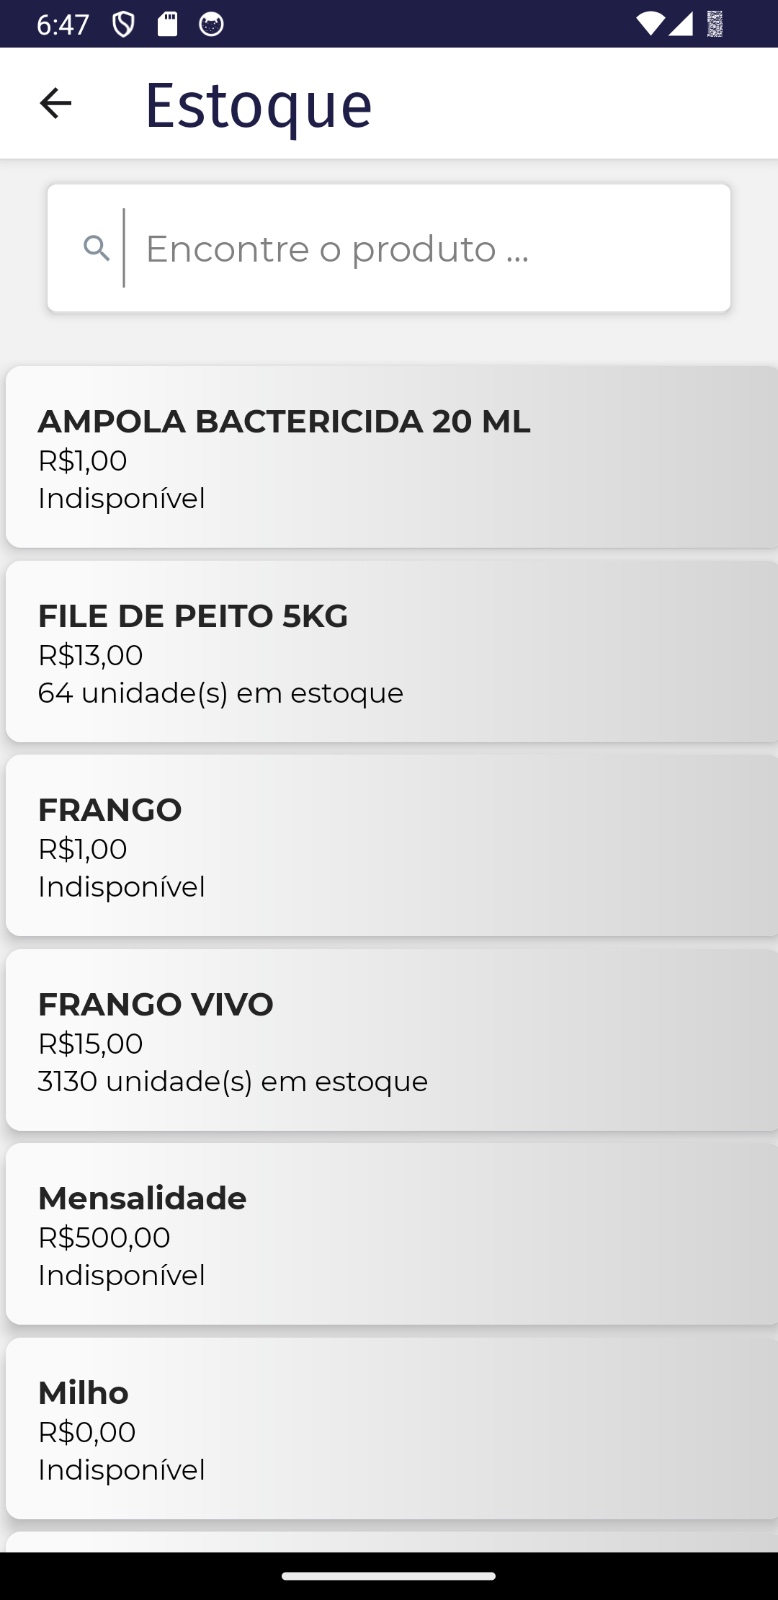 6:47
Estoque
Encontre o produto ...
AMPOLA BACTERICIDA 20 ML
R$1,00
Indisponível
FILE DE PEITO 5KG
R$13,00
64 unidade(s) em estoque
FRANGO
R$1,00
Indisponível
FRANGO VIVO
R$15,00
3130 unidade(s) em estoque
Mensalidade
R$500,00
Indisponível
Milho
R$0,00
Indisponível